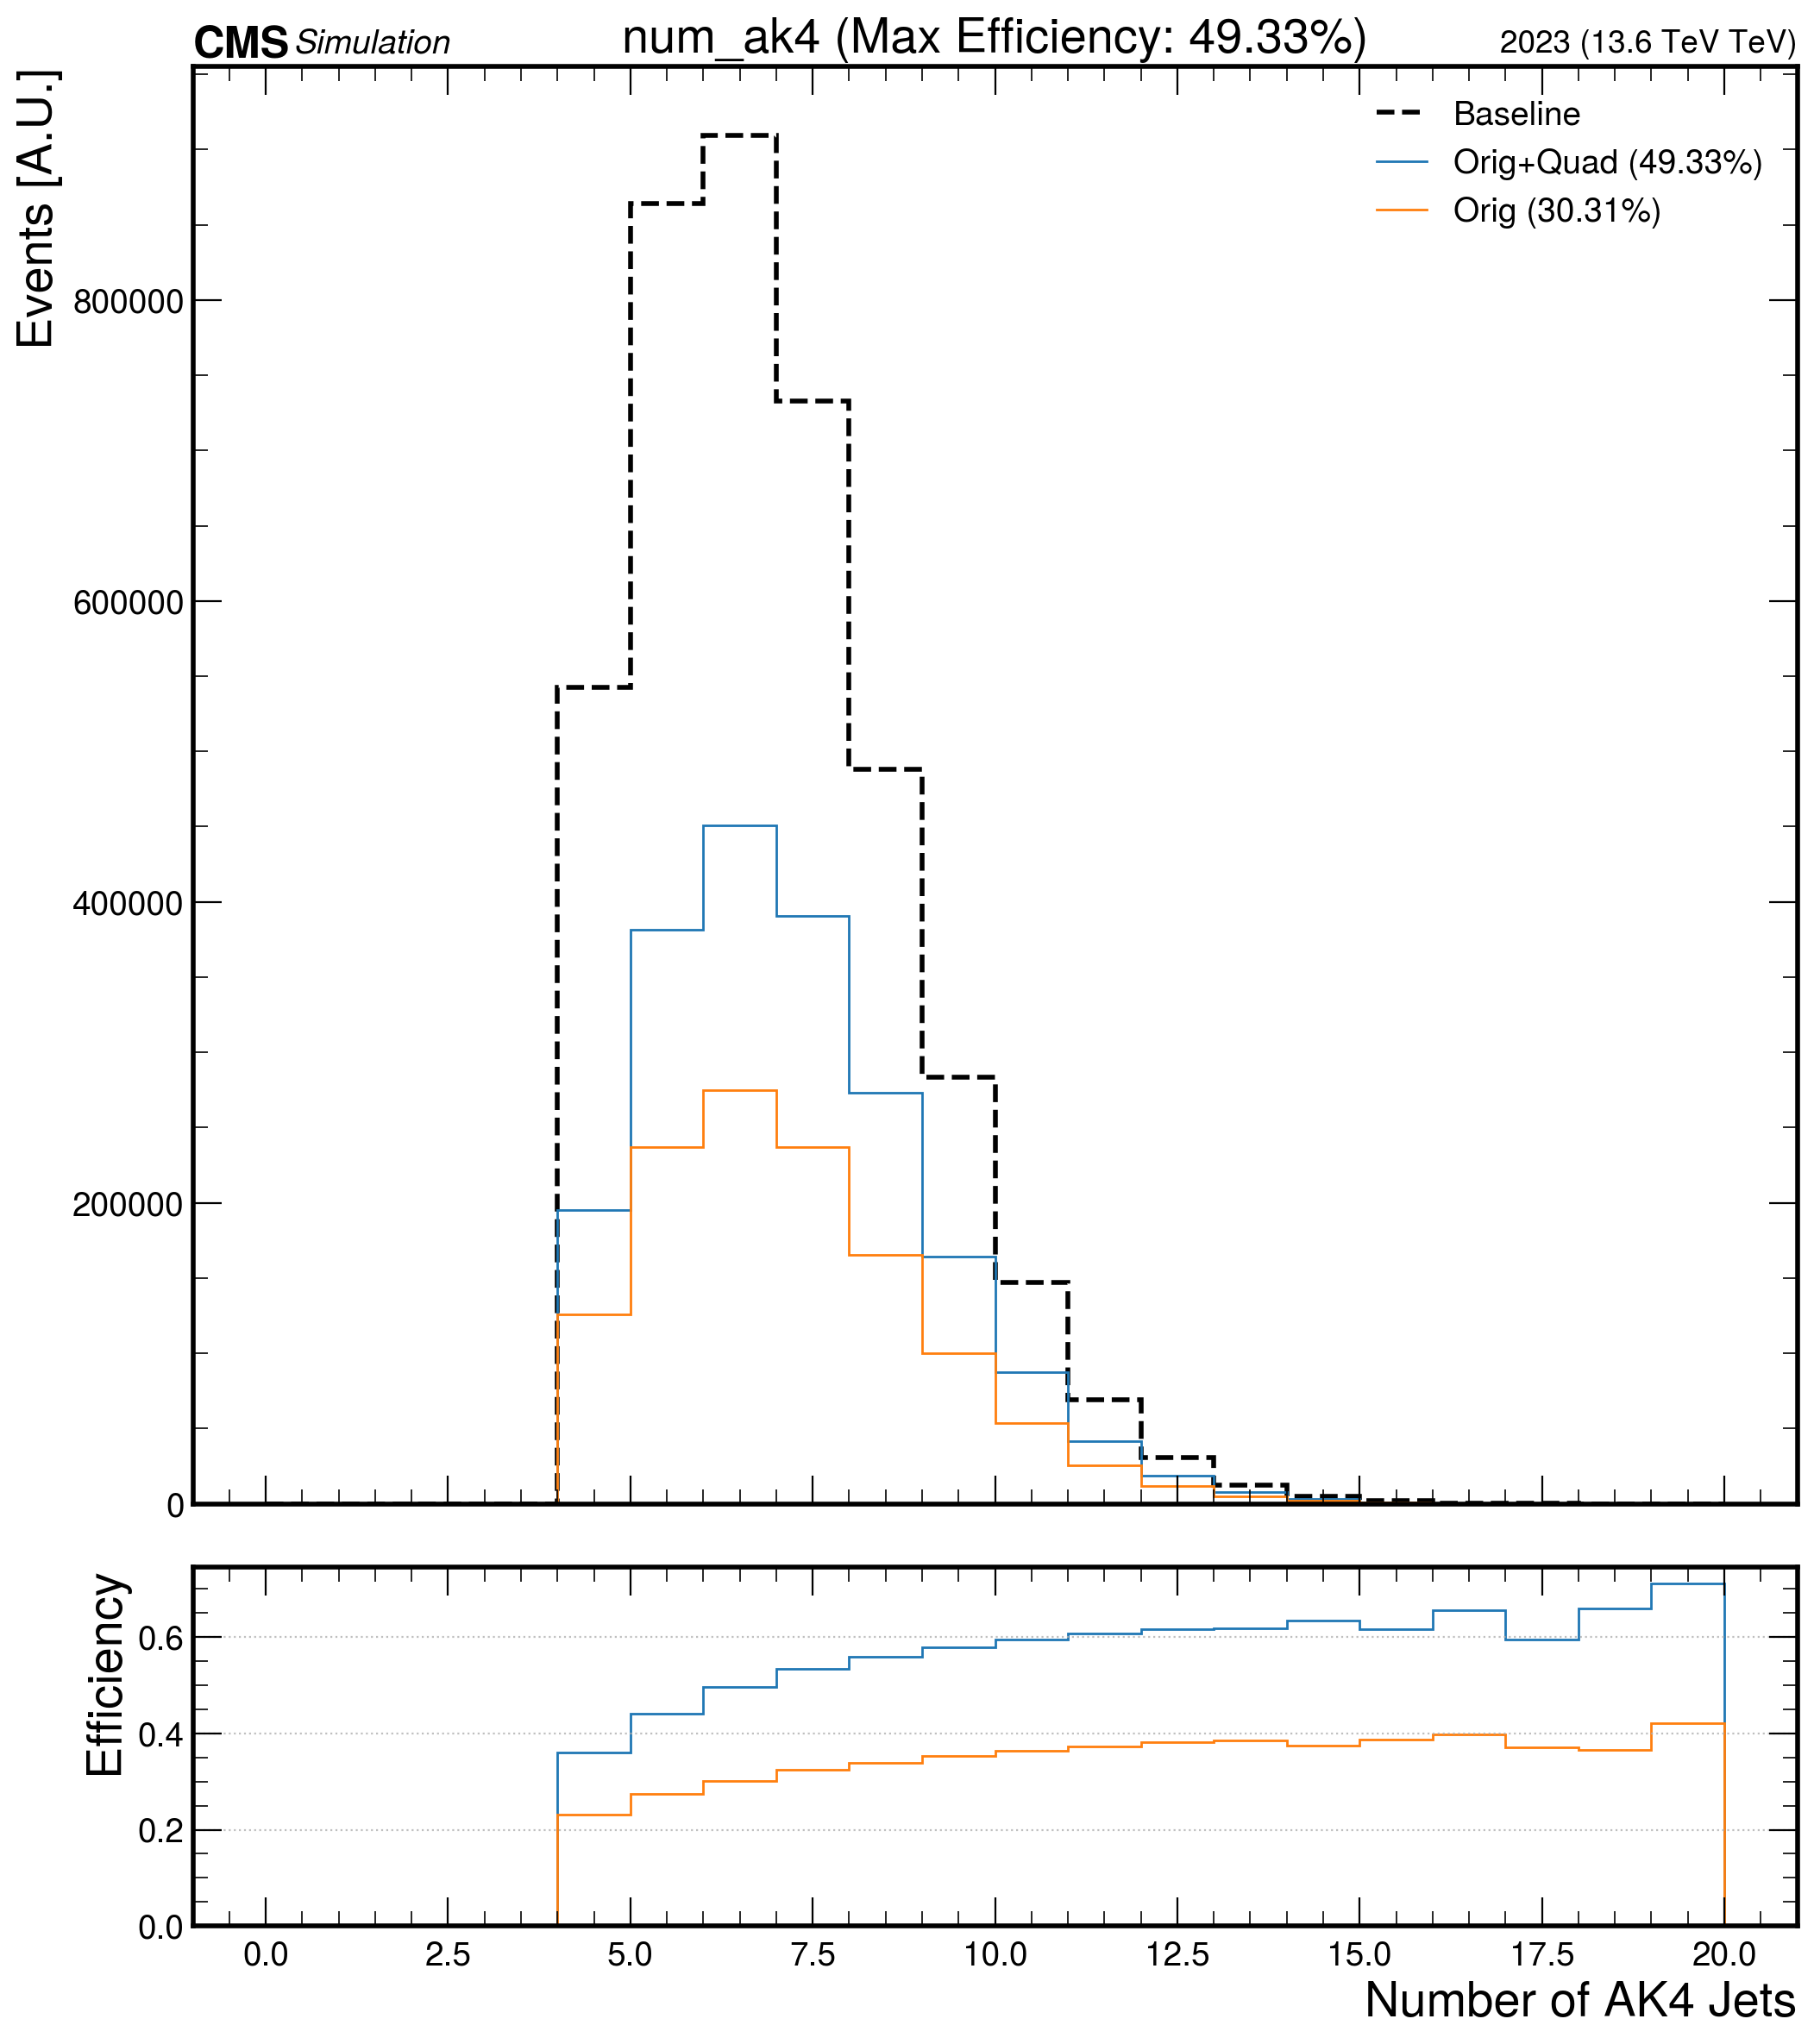 CMS Simulation num_ak4 (Max Efficiency: 49.33%) 2023 (13.6 TeV TeV)
Events [A.U.]
Baseline
Orig+Quad (49.33%)
Orig (30.31%)
800000
600000
400000
200000
0
Efficiency
0.6
0.4
0.2
0.0
0.0 2.5 5.0 7.5 10.0 12.5 15.0 17.5 20.0
Number of AK4 Jets